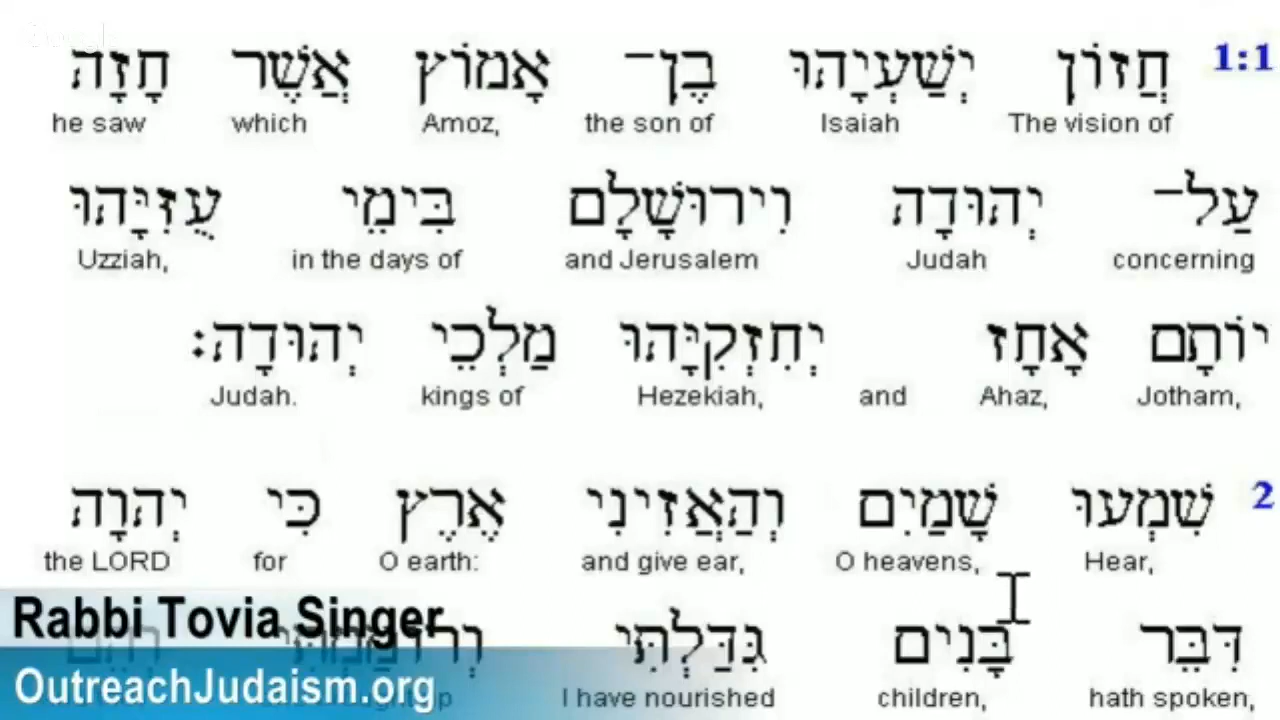 1:1 חֲזוֹן יְשַׁעְיָהוּ בֶן־ אָמוֹץ אֲשֶׁר חָזָה
he saw which Amoz, the son of Isaiah The vision of
עַל־ יְהוּדָה וִירוּשָׁלָ͏ִם בִּימֵי עֻזִּיָּהוּ
Uzziah, in the days of and Jerusalem Judah concerning
יוֹתָם אָחָז יְחִזְקִיָּהוּ מַלְכֵי יְהוּדָה׃
Judah. kings of Hezekiah, and Ahaz, Jotham,
2 שִׁמְעוּ שָׁמַיִם וְהַאֲזִינִי אֶרֶץ כִּי יְהוָה
the LORD for O earth: and give ear, O heavens, Hear,
Rabbi Tovia Singer
דִּבֵּר בָּנִים גִּדַּלְתִּי
OutreachJudaism.org
I have nourished children, hath spoken,